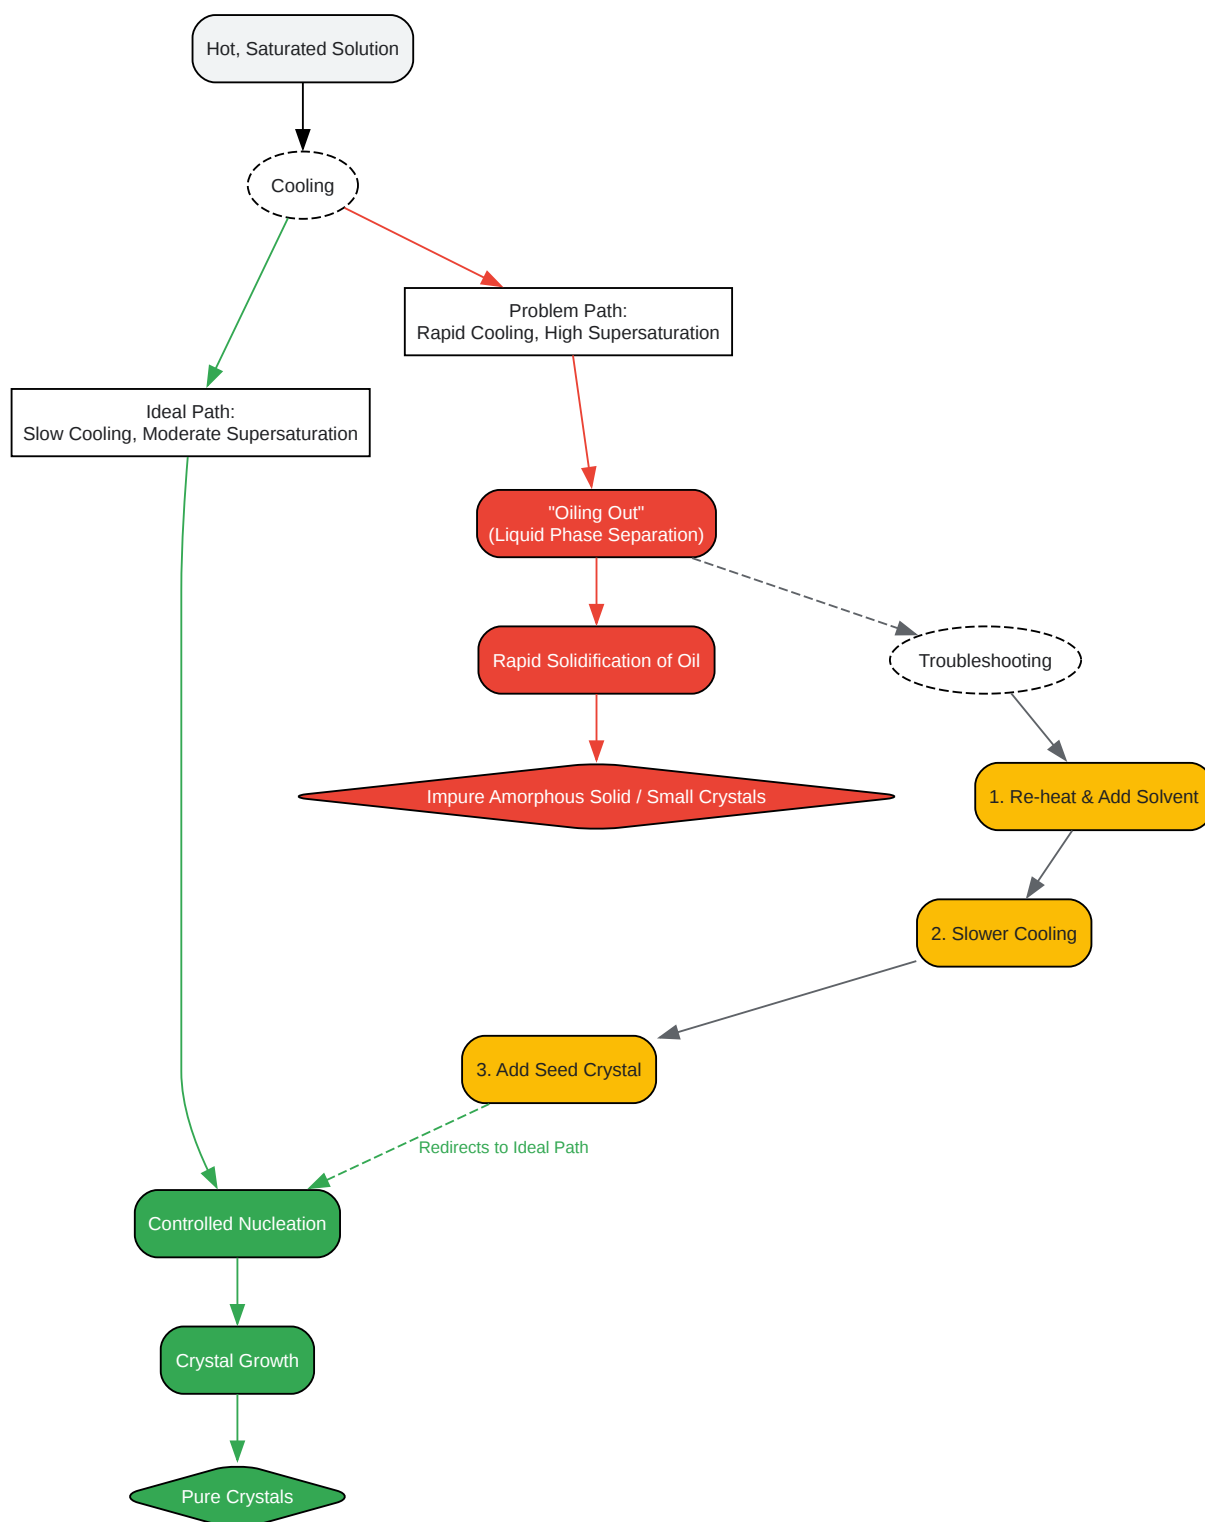 Hot, Saturated Solution
Cooling
Problem Path:
Rapid Cooling, High Supersaturation
Ideal Path:
Slow Cooling, Moderate Supersaturation
"Oiling Out"
(Liquid Phase Separation)
Rapid Solidification of Oil
Troubleshooting
Impure Amorphous Solid / Small Crystals
1. Re-heat & Add Solvent
2. Slower Cooling
3. Add Seed Crystal
Redirects to Ideal Path
Controlled Nucleation
Crystal Growth
Pure Crystals